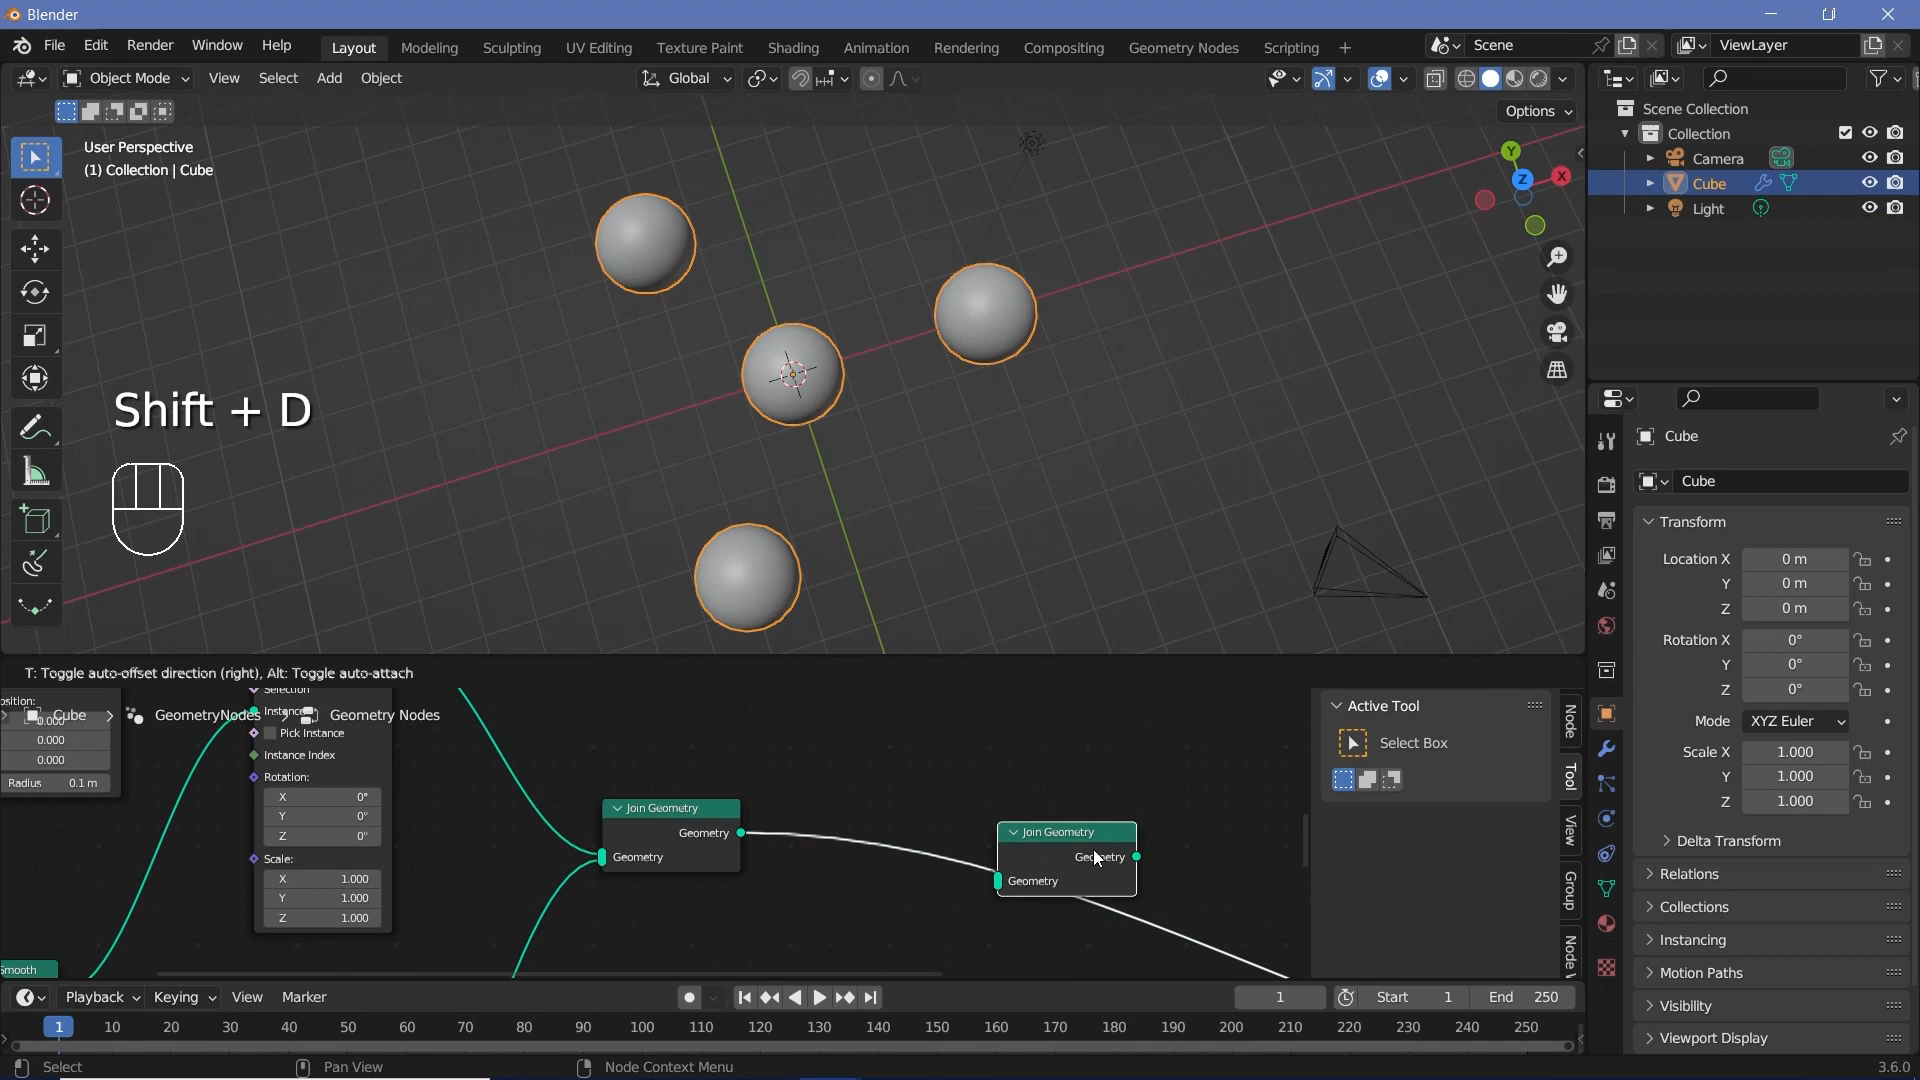 Blender
File Edit Render Window Help
Layout Modeling Sculpting UV Editing Texture Paint Shading Animation Rendering Compositing Geometry Nodes Scripting
Scene
ViewLayer
Object Mode View Select Add Object
Global
Options
User Perspective
(1) Collection | Cube
Y
Z
X
Shift + D
Scene Collection
Collection
Camera
Cube
Light
Cube
Cube
Transform
Location X 0 m
Y 0 m
Z 0 m
Rotation X 0°
Y 0°
Z 0°
Mode XYZ Euler
Scale X 1.000
Y 1.000
Z 1.000
Delta Transform
Relations
Collections
Instancing
Motion Paths
Visibility
Viewport Display
T: Toggle auto-offset direction (right), Alt: Toggle auto-attach
Cube GeometryNodes Geometry Nodes
osition:
0.000
0.000
0.000
Radius 0.1 m
Smooth
Selection
Instance
Pick Instance
Instance Index
Rotation:
X 0°
Y 0°
Z 0°
Scale:
X 1.000
Y 1.000
Z 1.000
Join Geometry
Geometry
Geometry
Join Geometry
Geometry
Geometry
Active Tool
Select Box
Node
Tool
View
Group
Node
Playback Keying View Marker
1 Start 1 End 250
1 10 20 30 40 50 60 70 80 90 100 110 120 130 140 150 160 170 180 190 200 210 220 230 240 250
Select Pan View Node Context Menu 3.6.0